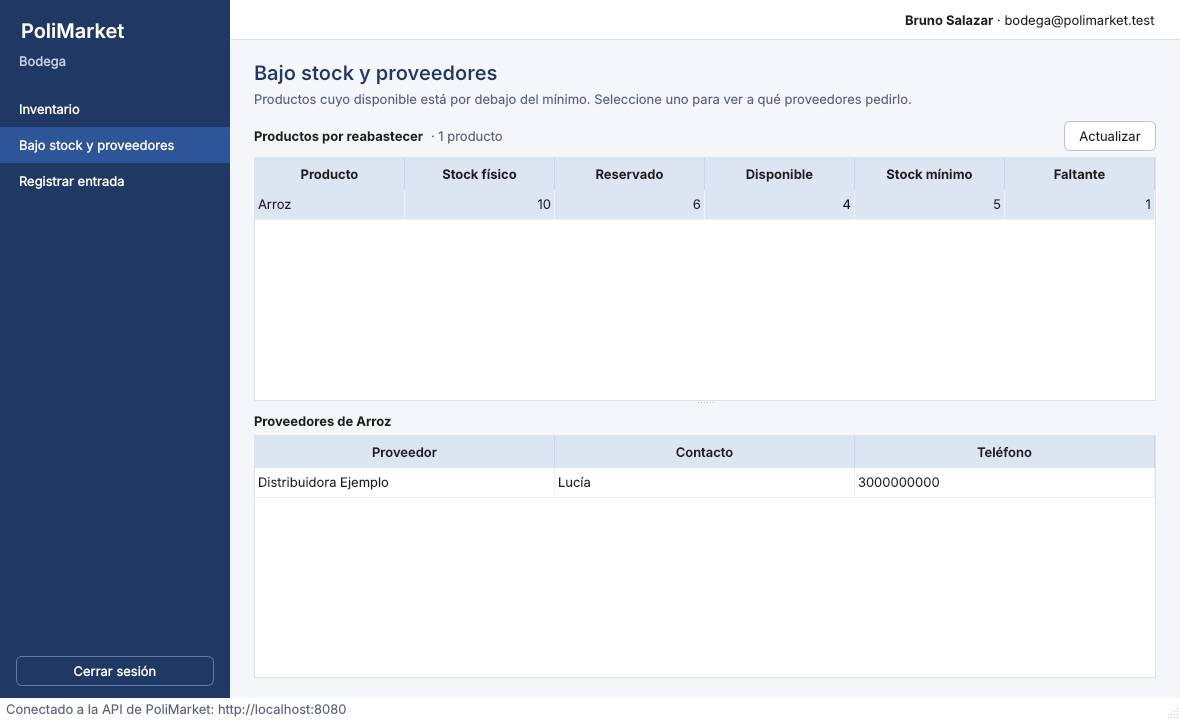 PoliMarket
Bodega
Inventario
Bajo stock y proveedores
Registrar entrada
Cerrar sesión
Bruno Salazar · bodega@polimarket.test
Bajo stock y proveedores
Productos cuyo disponible está por debajo del mínimo. Seleccione uno para ver a qué proveedores pedirlo.
Productos por reabastecer · 1 producto
Actualizar
Producto Stock físico Reservado Disponible Stock mínimo Faltante
Arroz 10 6 4 5 1
Proveedores de Arroz
Proveedor Contacto Teléfono
Distribuidora Ejemplo Lucía 3000000000
Conectado a la API de PoliMarket: http://localhost:8080